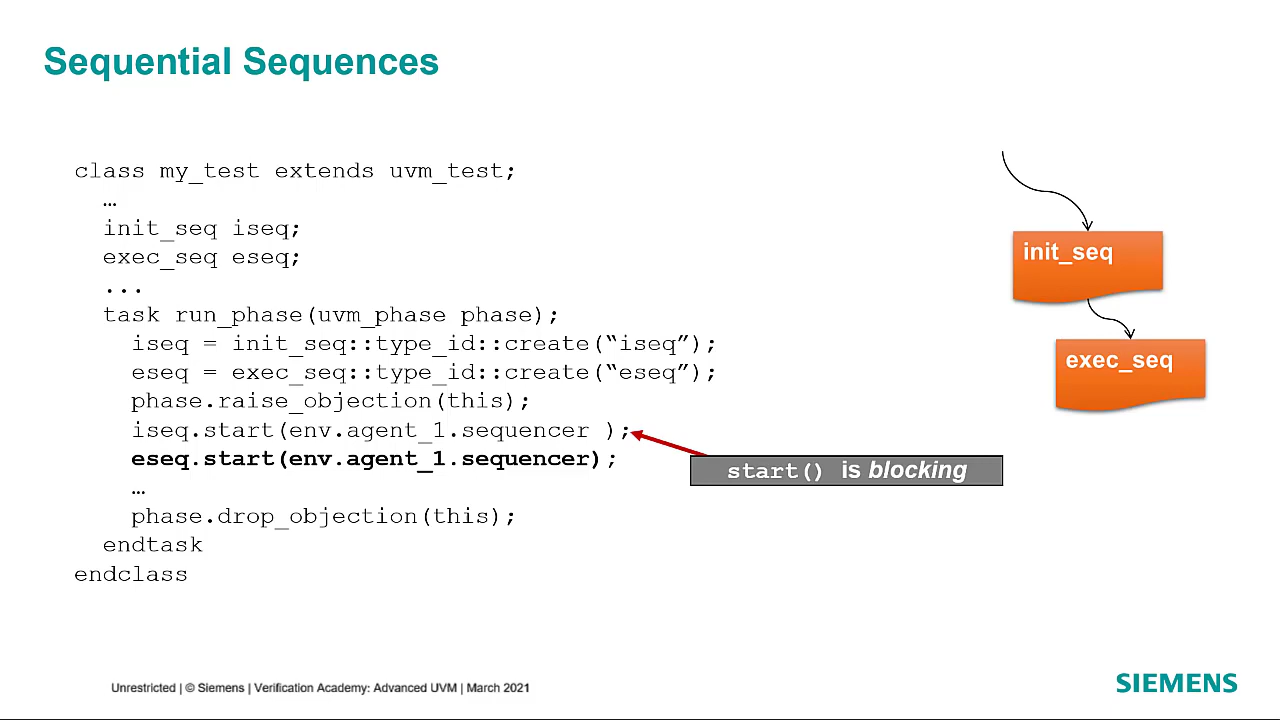 Sequential Sequences
class my_test extends uvm_test;
…
init_seq iseq;
exec_seq eseq;
...
task run_phase(uvm_phase phase);
iseq = init_seq::type_id::create(“iseq”);
eseq = exec_seq::type_id::create(“eseq”);
phase.raise_objection(this);
iseq.start(env.agent_1.sequencer );
eseq.start(env.agent_1.sequencer);
…
phase.drop_objection(this);
endtask
endclass
start() is blocking
init_seq
exec_seq
Unrestricted | © Siemens | Verification Academy: Advanced UVM | March 2021
SIEMENS